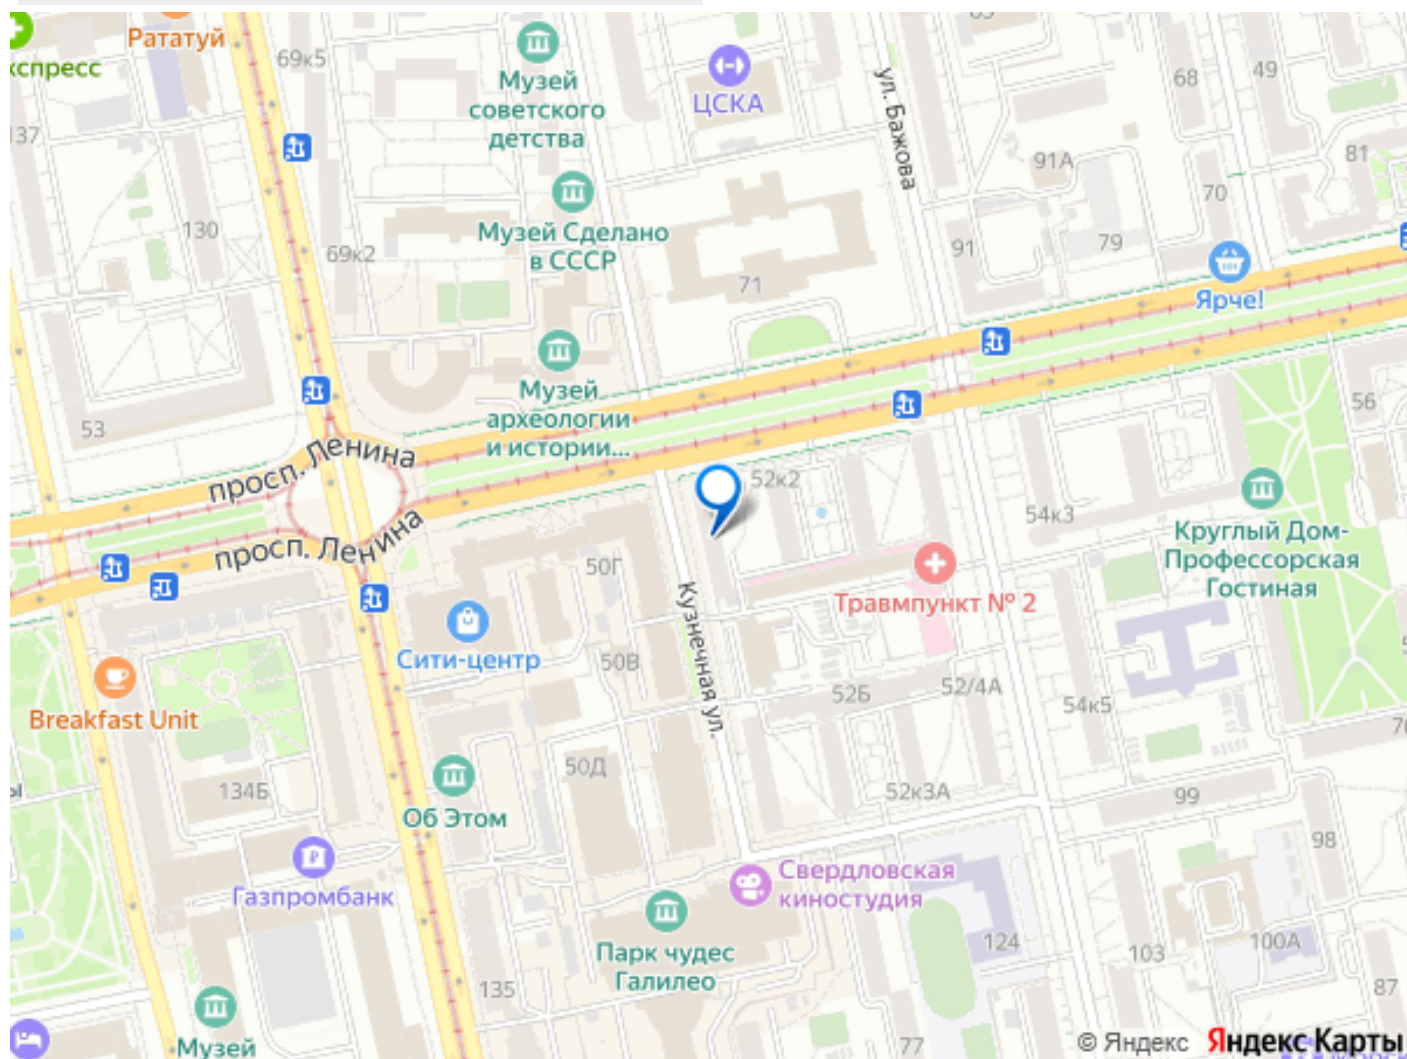 Рататуй
экспресс
69к5
137
Музей
советского
детства
ЦСКА
ул. Бажова
68
49
91А
81
70
130
69к2
Музей Сделано
в СССР
71
91
79
Ярче!
Музей
археологии
и истории...
53
просп. Ленина
просп. Ленина
56
52к2
54к3
Круглый Дом-
Профессорская
Гостиная
50Г
Травмпункт № 2
Кузнечная ул.
Сити-центр
50В
52Б
52/4А
54к5
Breakfast Unit
50Д
134Б
Об Этом
52к3А
99
98
Газпромбанк
Свердловская
киностудия
124
103
100А
Парк чудес
Галилео
135
87
77
Музей
© Яндекс Яндекс Карты